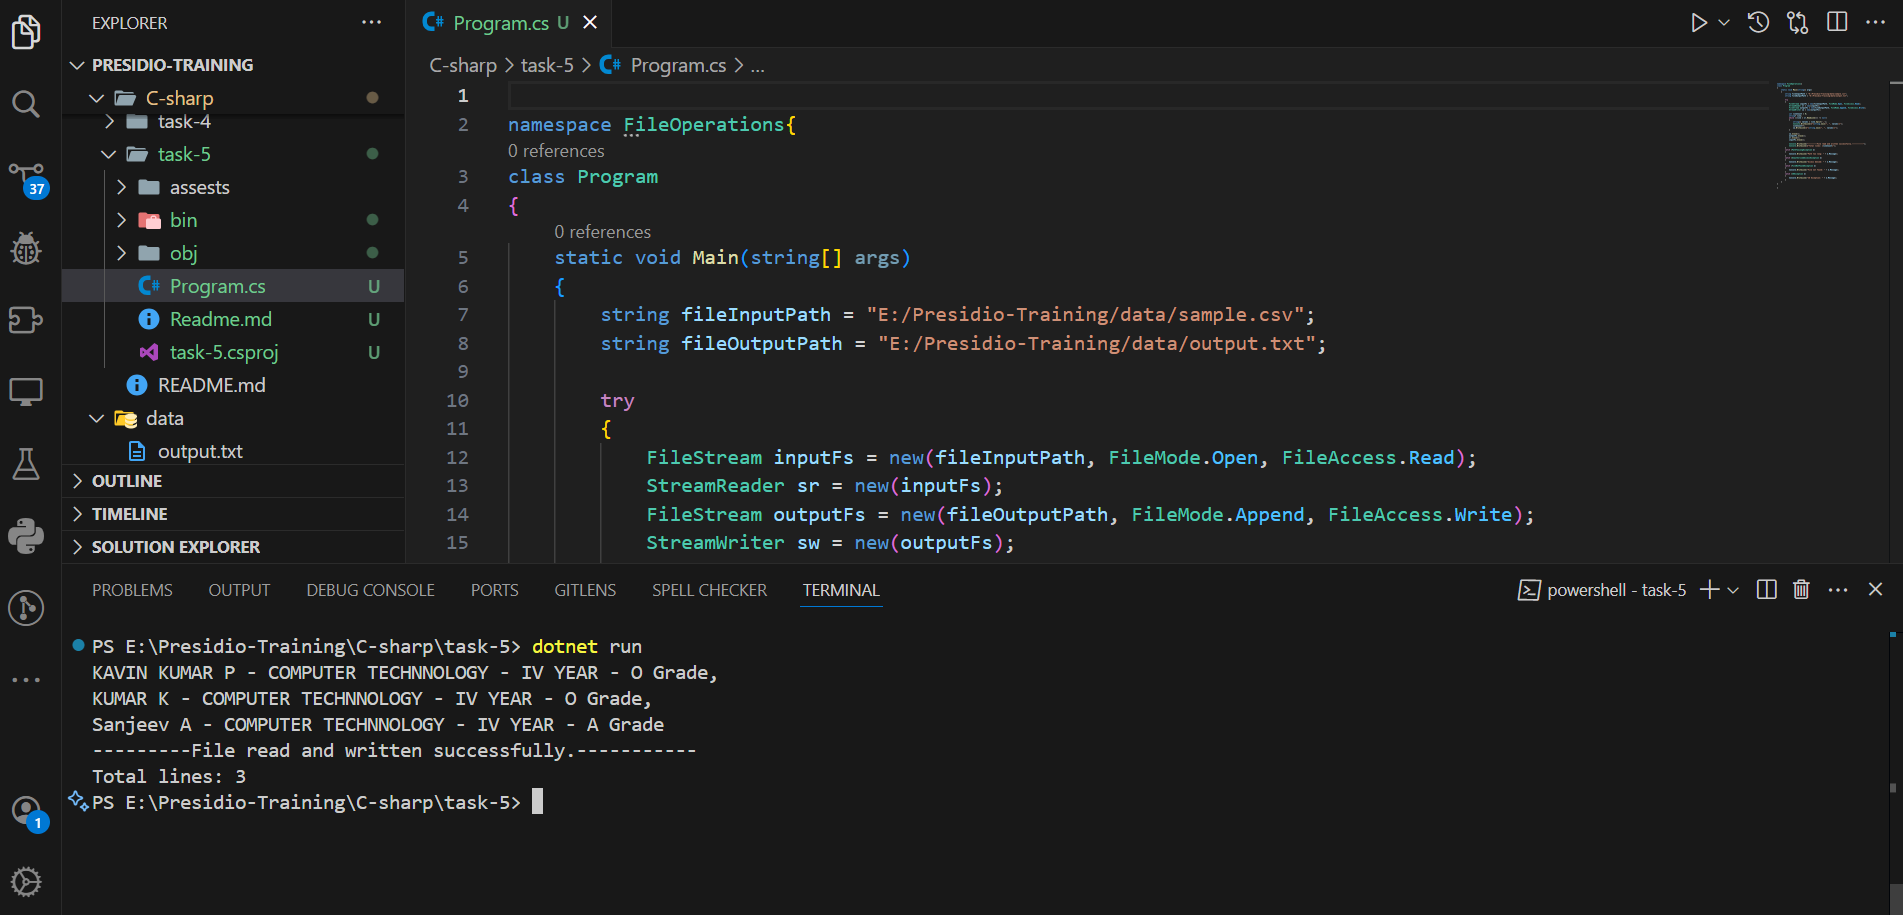 EXPLORER
PRESIDIO-TRAINING
C-sharp
task-4
task-5
assests
bin
obj
Program.cs U
Readme.md U
task-5.csproj U
README.md
data
output.txt
OUTLINE
TIMELINE
SOLUTION EXPLORER
37
1
Program.cs U
C-sharp > task-5 > Program.cs > ...
1
2 namespace FileOperations{
0 references
3 class Program
4 {
0 references
5 static void Main(string[] args)
6 {
7 string fileInputPath = "E:/Presidio-Training/data/sample.csv";
8 string fileOutputPath = "E:/Presidio-Training/data/output.txt";
9
10 try
11 {
12 FileStream inputFs = new(fileInputPath, FileMode.Open, FileAccess.Read);
13 StreamReader sr = new(inputFs);
14 FileStream outputFs = new(fileOutputPath, FileMode.Append, FileAccess.Write);
15 StreamWriter sw = new(outputFs);
PROBLEMS OUTPUT DEBUG CONSOLE PORTS GITLENS SPELL CHECKER TERMINAL
powershell - task-5
PS E:\Presidio-Training\C-sharp\task-5> dotnet run
KAVIN KUMAR P - COMPUTER TECHNNOLOGY - IV YEAR - O Grade,
KUMAR K - COMPUTER TECHNNOLOGY - IV YEAR - O Grade,
Sanjeev A - COMPUTER TECHNNOLOGY - IV YEAR - A Grade
---------File read and written successfully.-----------
Total lines: 3
PS E:\Presidio-Training\C-sharp\task-5>